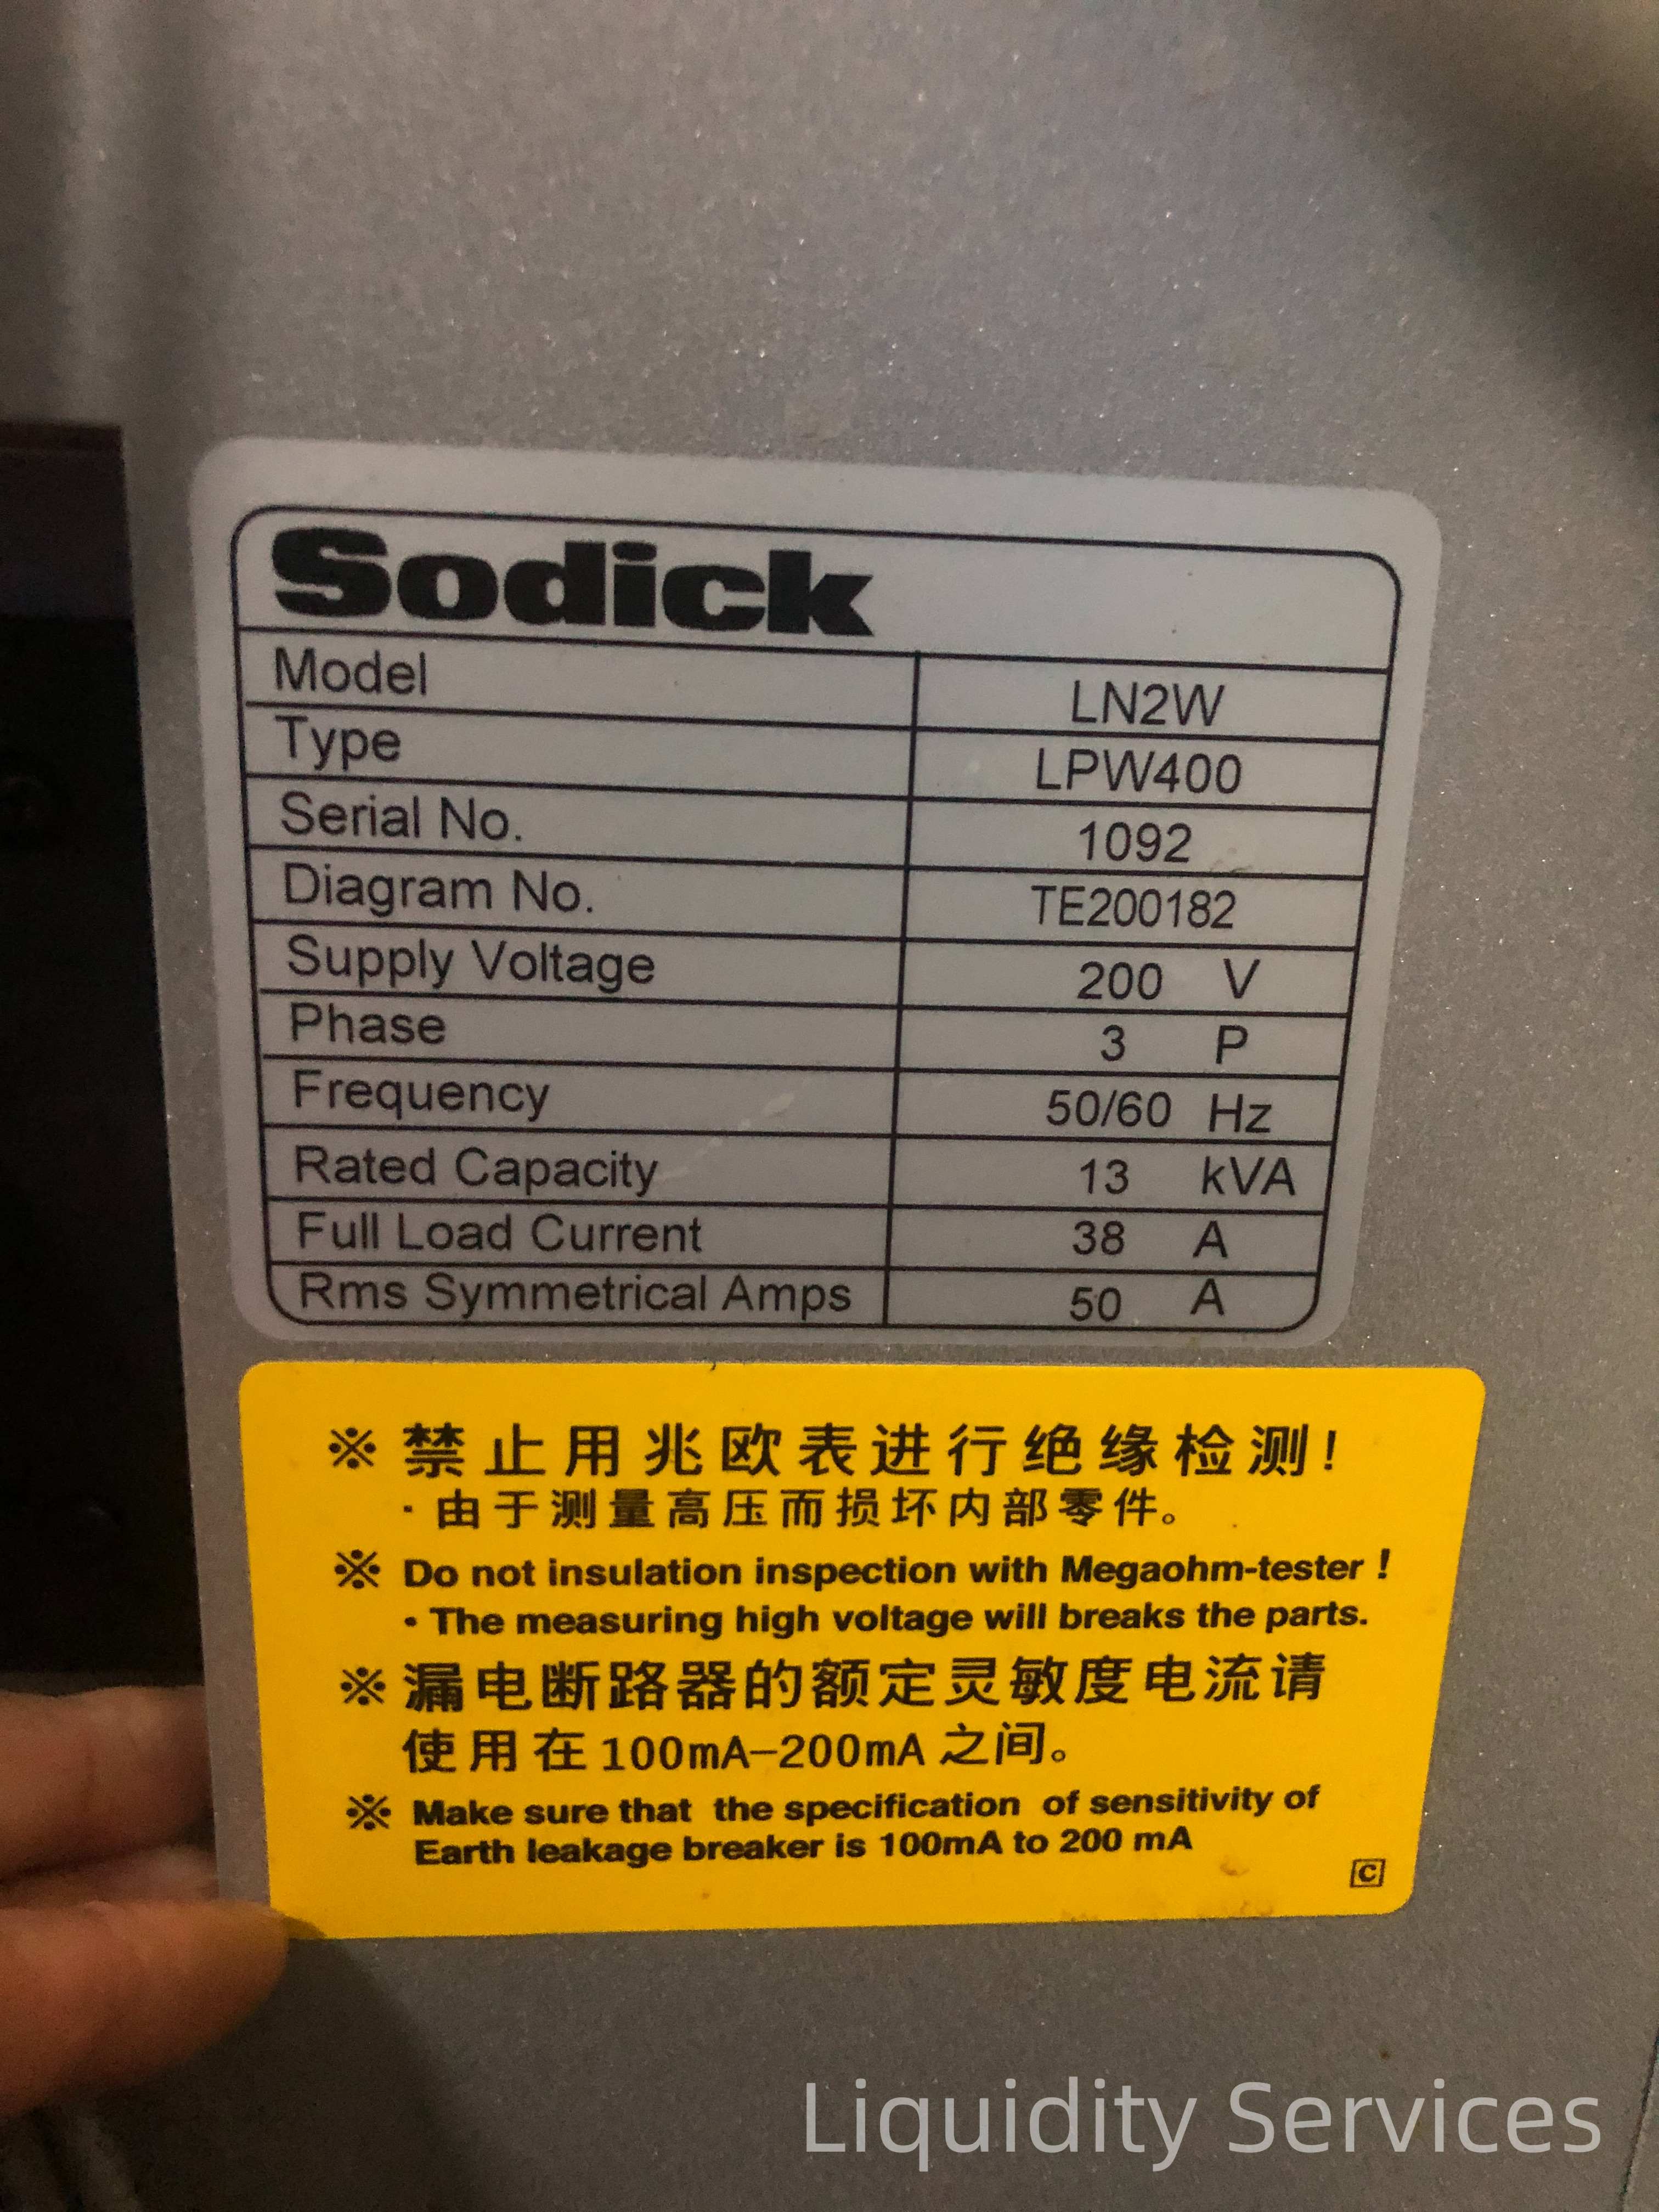 Sodick
Model LN2W
Type LPW400
Serial No. 1092
Diagram No. TE200182
Supply Voltage 200 V
Phase 3 P
Frequency 50/60 Hz
Rated Capacity 13 kVA
Full Load Current 38 A
Rms Symmetrical Amps 50 A
※ 禁止用兆欧表进行绝缘检测!
· 由于测量高压而损坏内部零件。
※ Do not insulation inspection with Megaohm-tester !
• The measuring high voltage will breaks the parts.
※ 漏电断路器的额定灵敏度电流请
使用在100mA-200mA之间。
※ Make sure that the specification of sensitivity of
Earth leakage breaker is 100mA to 200 mA
C
Liquidity Services